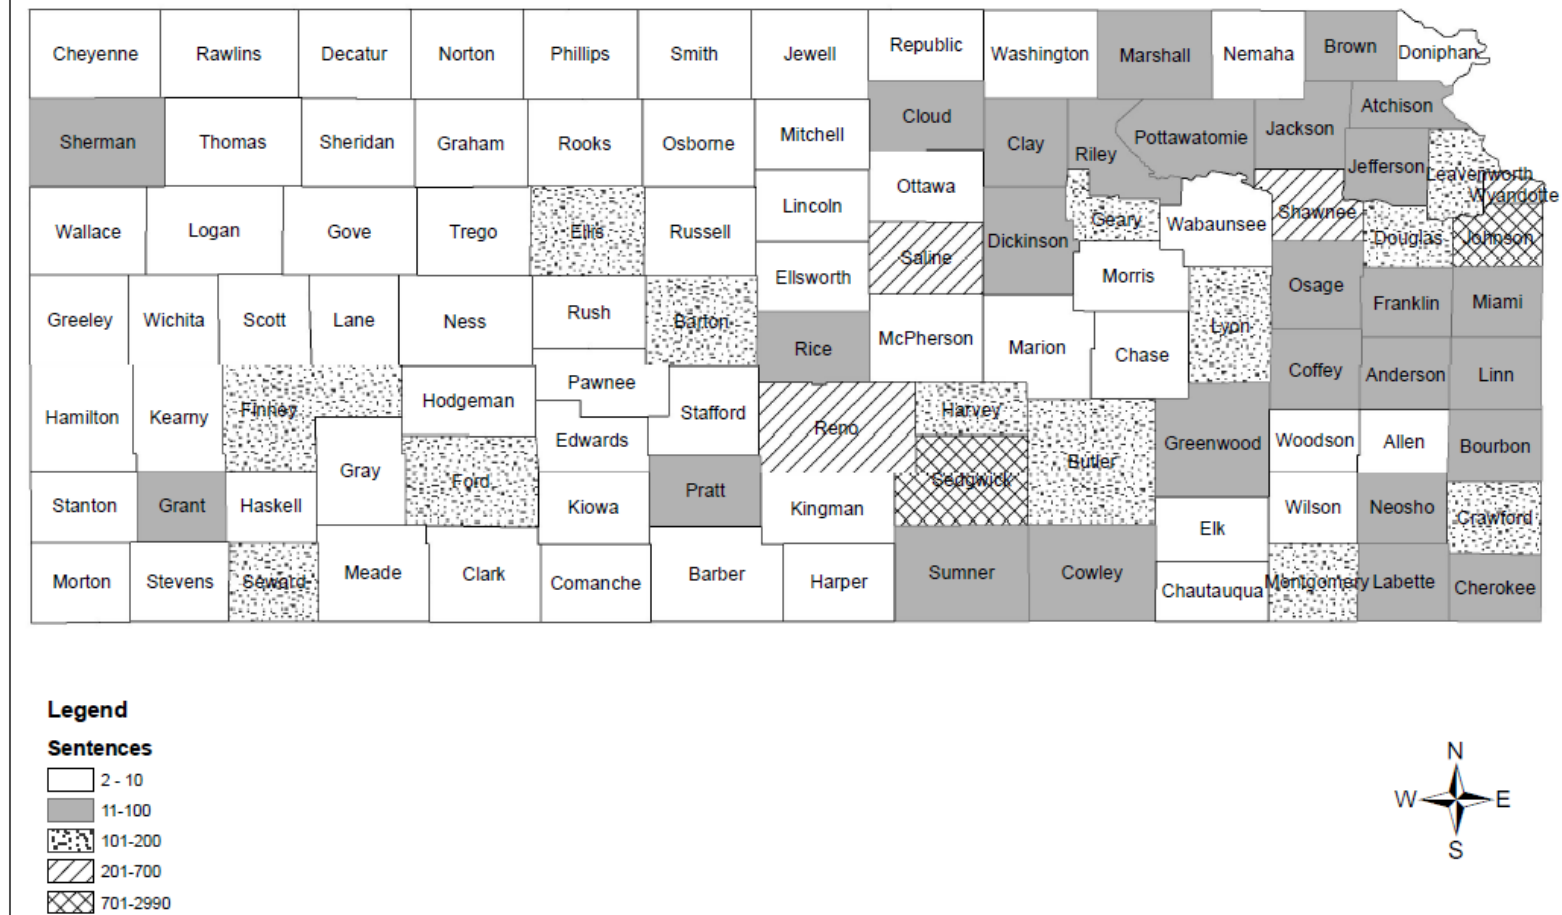 Cheyenne
Rawlins
Decatur
Norton
Phillips
Smith
Jewell
Republic
Washington
Marshall
Nemaha
Brown
Doniphan
Sherman
Thomas
Sheridan
Graham
Rooks
Osborne
Mitchell
Cloud
Clay
Riley
Pottawatomie
Jackson
Atchison
Jefferson
Leavenworth
Wyandotte
Wallace
Logan
Gove
Trego
Ellis
Russell
Lincoln
Ottawa
Dickinson
Geary
Wabaunsee
Shawnee
Douglas
Johnson
Ellsworth
Saline
Morris
Osage
Franklin
Miami
Greeley
Wichita
Scott
Lane
Ness
Rush
Barton
Rice
McPherson
Marion
Chase
Lyon
Coffey
Anderson
Linn
Hamilton
Kearny
Finney
Hodgeman
Pawnee
Stafford
Reno
Harvey
Butler
Greenwood
Woodson
Allen
Bourbon
Gray
Ford
Edwards
Pratt
Kingman
Sedgwick
Stanton
Grant
Haskell
Kiowa
Elk
Wilson
Neosho
Crawford
Morton
Stevens
Seward
Meade
Clark
Comanche
Barber
Harper
Sumner
Cowley
Chautauqua
Montgomery
Labette
Cherokee
Legend
Sentences
2 - 10
11-100
101-200
201-700
701-2990
N
W
E
S